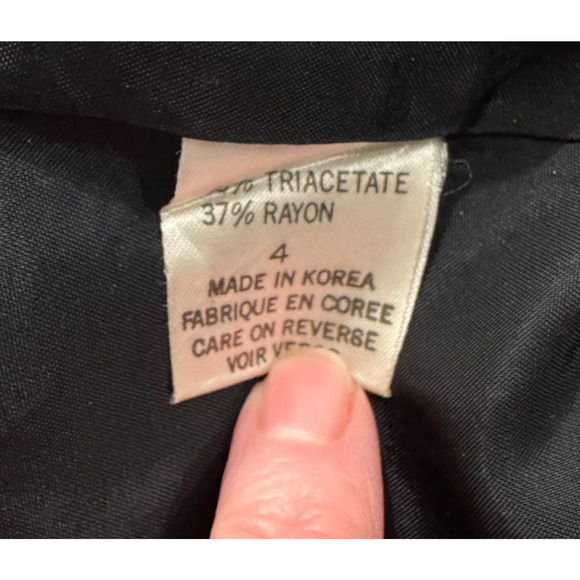 % TRIACETATE
37% RAYON
4
MADE IN KOREA
FABRIQUE EN COREE
CARE ON REVERSE
VOIR